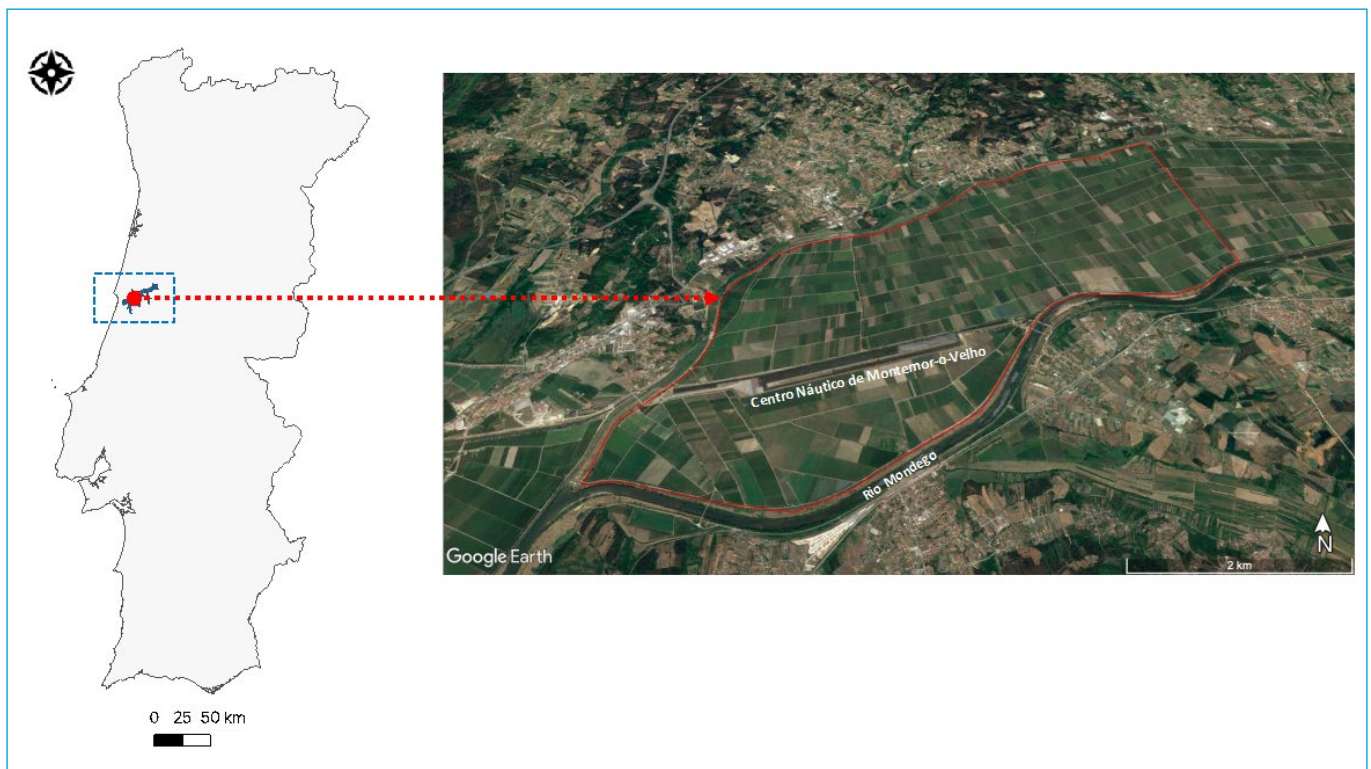 Centro Náutico de Montemor-o-Velho
Rio Mondego
Google Earth
N
2 km
0 25 50 km